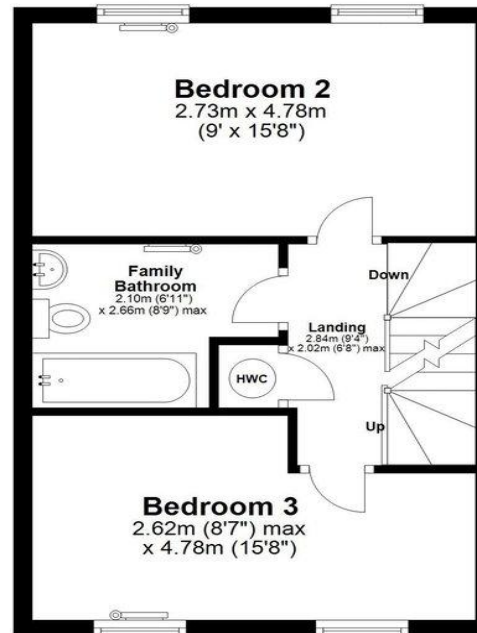 Bedroom 2
2.73m x 4.78m
(9' x 15'8")
Family
Bathroom
2.10m (6'11")
x 2.66m (8'9") max
Down
Landing
2.84m (9'4")
x 2.02m (6'8") max
HWC
Up
Bedroom 3
2.62m (8'7") max
x 4.78m (15'8")